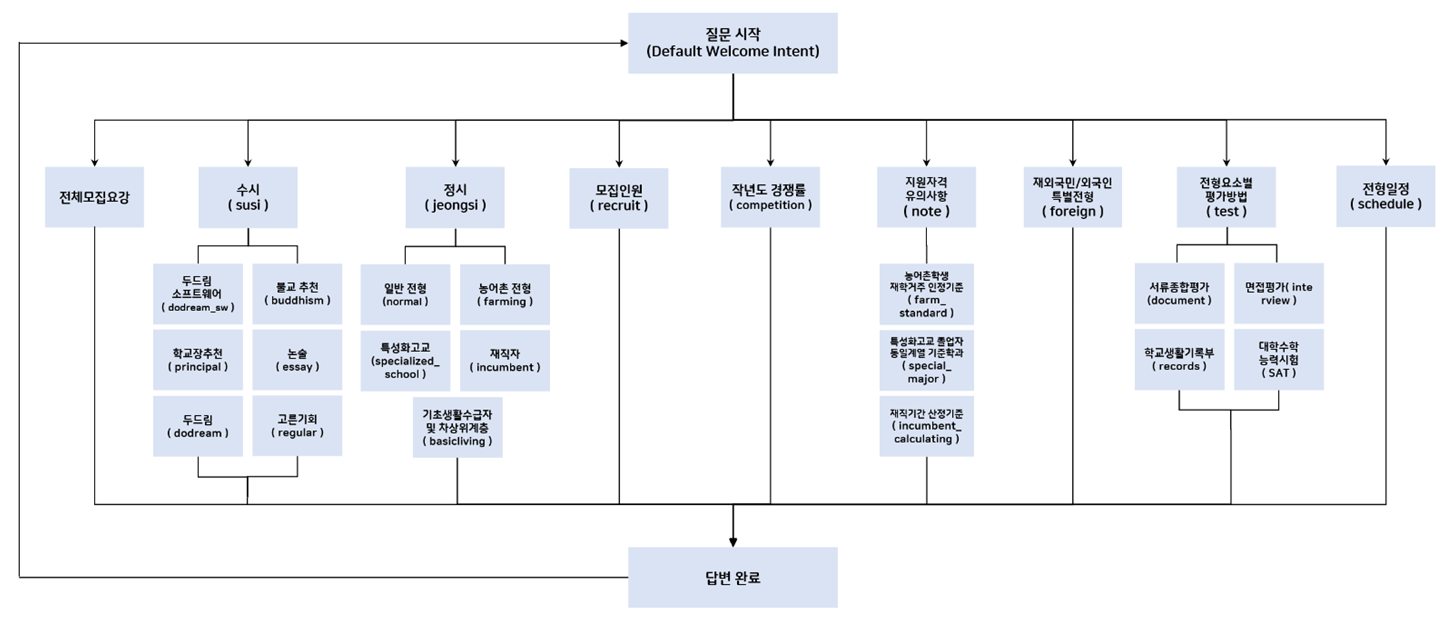 질문 시작
(Default Welcome Intent)
전체모집요강
수시
( susi )
정시
( jeongsi )
모집인원
( recruit )
작년도 경쟁률
( competition )
지원자격
유의사항
( note )
재외국민/외국인
특별전형
( foreign )
전형요소별
평가방법
( test )
전형일정
( schedule )
두드림
소프트웨어
( dodream_sw )
불교 추천
( buddhism )
학교장추천
( principal )
논술
( essay )
두드림
( dodream )
고른기회
( regular )
일반 전형
(normal)
농어촌 전형
( farming )
특성화고교
(specialized_
school )
재직자
( incumbent )
기초생활수급자
및 차상위계층
( basicliving )
농어촌학생
재학거주 인정기준
( farm_
standard )
특성화고교 졸업자
동일계열 기준학과
( special_
major )
재직기간 산정기준
( incumbent_
calculating )
서류종합평가
(document )
면접평가( inte
rview )
학교생활기록부
( records )
대학수학
능력시험
( SAT )
답변 완료